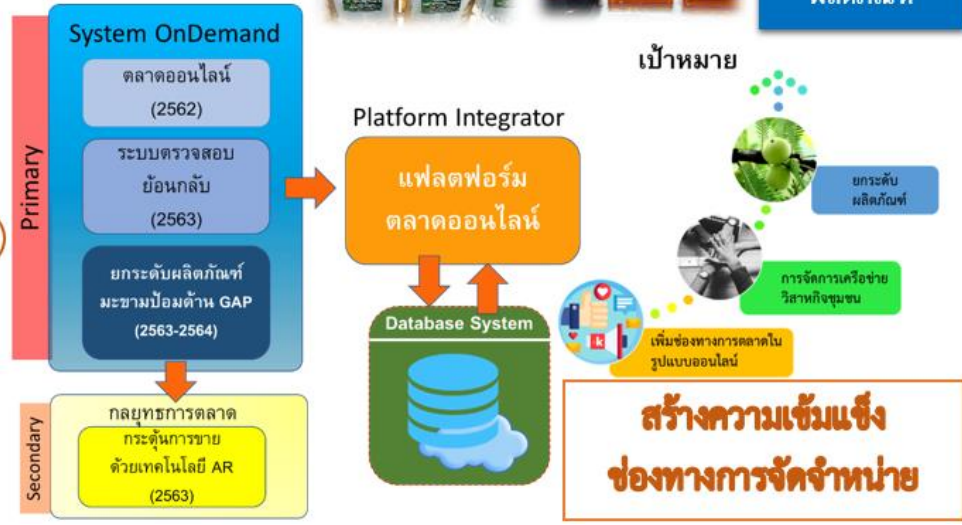 System OnDemand
ตลาดออนไลน์
(2562)
ระบบตรวจสอบ
ย้อนกลับ
(2563)
ยกระดับผลิตภัณฑ์
มะขามป้อมด้าน GAP
(2563-2564)
Primary
กลยุทธการตลาด
กระตุ้นการขาย
ด้วยเทคโนโลยี AR
(2563)
Secondary
Platform Integrator
แฟลตฟอร์ม
ตลาดออนไลน์
Database System
เป้าหมาย
ยกระดับ
ผลิตภัณฑ์
การจัดการเครือข่าย
วิสาหกิจชุมชน
เพิ่มช่องทางการตลาดใน
รูปแบบออนไลน์
สร้างความเข้มแข็ง
ช่องทางการจัดจำหน่าย